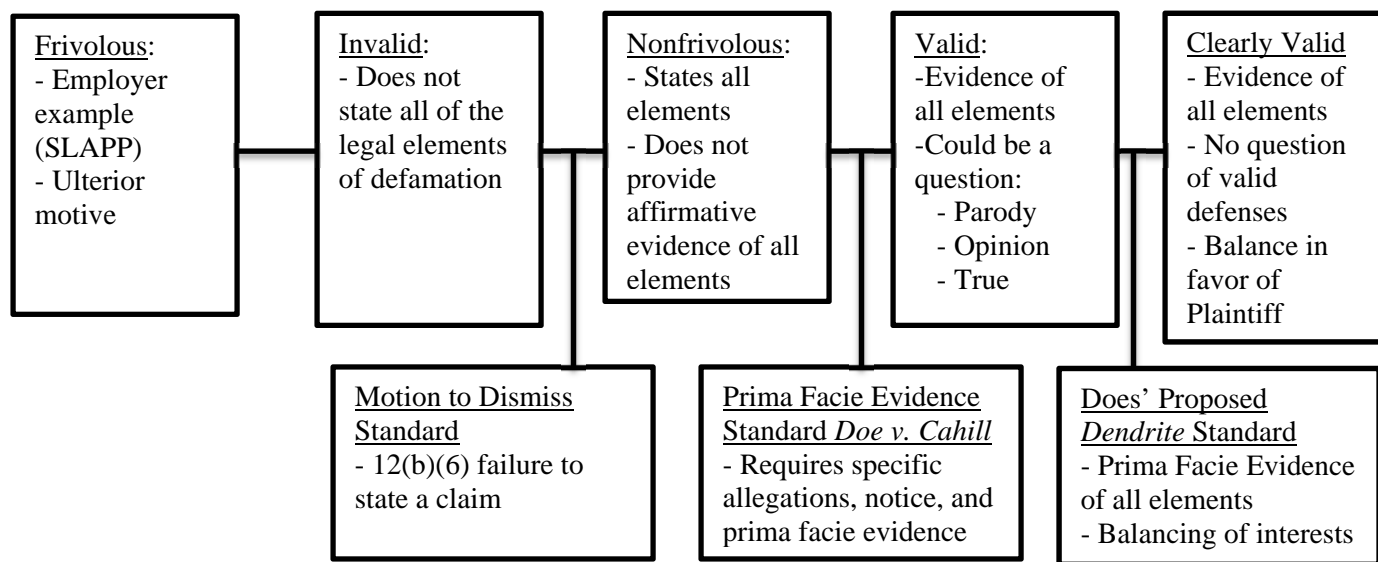 Frivolous:
- Employer
example
(SLAPP)
- Ulterior
motive
Invalid:
- Does not
state all of the
legal elements
of defamation
Nonfrivolous:
- States all
elements
- Does not
provide
affirmative
evidence of all
elements
Valid:
-Evidence of
all elements
-Could be a
question:
- Parody
- Opinion
- True
Clearly Valid
- Evidence of
all elements
- No question
of valid
defenses
- Balance in
favor of
Plaintiff
Motion to Dismiss
Standard
- 12(b)(6) failure to
state a claim
Prima Facie Evidence
Standard Doe v. Cahill
- Requires specific
allegations, notice, and
prima facie evidence
Does’ Proposed
Dendrite Standard
- Prima Facie Evidence
of all elements
- Balancing of interests